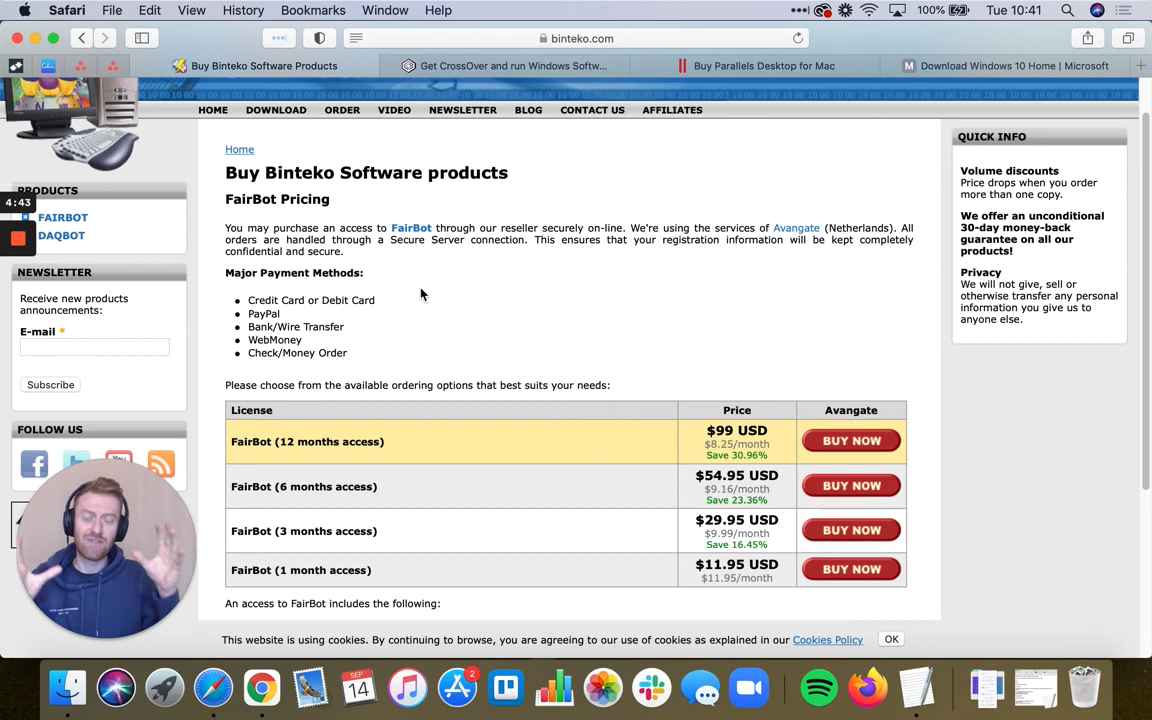 Safari File Edit View History Bookmarks Window Help
100% Tue 10:41
binteko.com
Buy Binteko Software Products
Get CrossOver and run Windows Softw...
Buy Parallels Desktop for Mac
Download Windows 10 Home | Microsoft
HOME DOWNLOAD ORDER VIDEO NEWSLETTER BLOG CONTACT US AFFILIATES
PRODUCTS
4:43
FAIRBOT
DAQBOT
NEWSLETTER
Receive new products
announcements:
E-mail *
Subscribe
FOLLOW US
Home
Buy Binteko Software products
FairBot Pricing
You may purchase an access to FairBot through our reseller securely on-line. We're using the services of Avangate (Netherlands). All
orders are handled through a Secure Server connection. This ensures that your registration information will be kept completely
confidential and secure.
Major Payment Methods:
• Credit Card or Debit Card
• PayPal
• Bank/Wire Transfer
• WebMoney
• Check/Money Order
Please choose from the available ordering options that best suits your needs:
License Price Avangate
FairBot (12 months access) $99 USD BUY NOW
$8.25/month
Save 30.96%
FairBot (6 months access) $54.95 USD BUY NOW
$9.16/month
Save 23.36%
FairBot (3 months access) $29.95 USD BUY NOW
$9.99/month
Save 16.45%
FairBot (1 month access) $11.95 USD BUY NOW
$11.95/month
An access to FairBot includes the following:
QUICK INFO
Volume discounts
Price drops when you order
more than one copy.
We offer an unconditional
30-day money-back
guarantee on all our
products!
Privacy
We will not give, sell or
otherwise transfer any personal
information you give us to
anyone else.
This website is using cookies. By continuing to browse, you are agreeing to our use of cookies as explained in our Cookies Policy OK
SEP
14
2